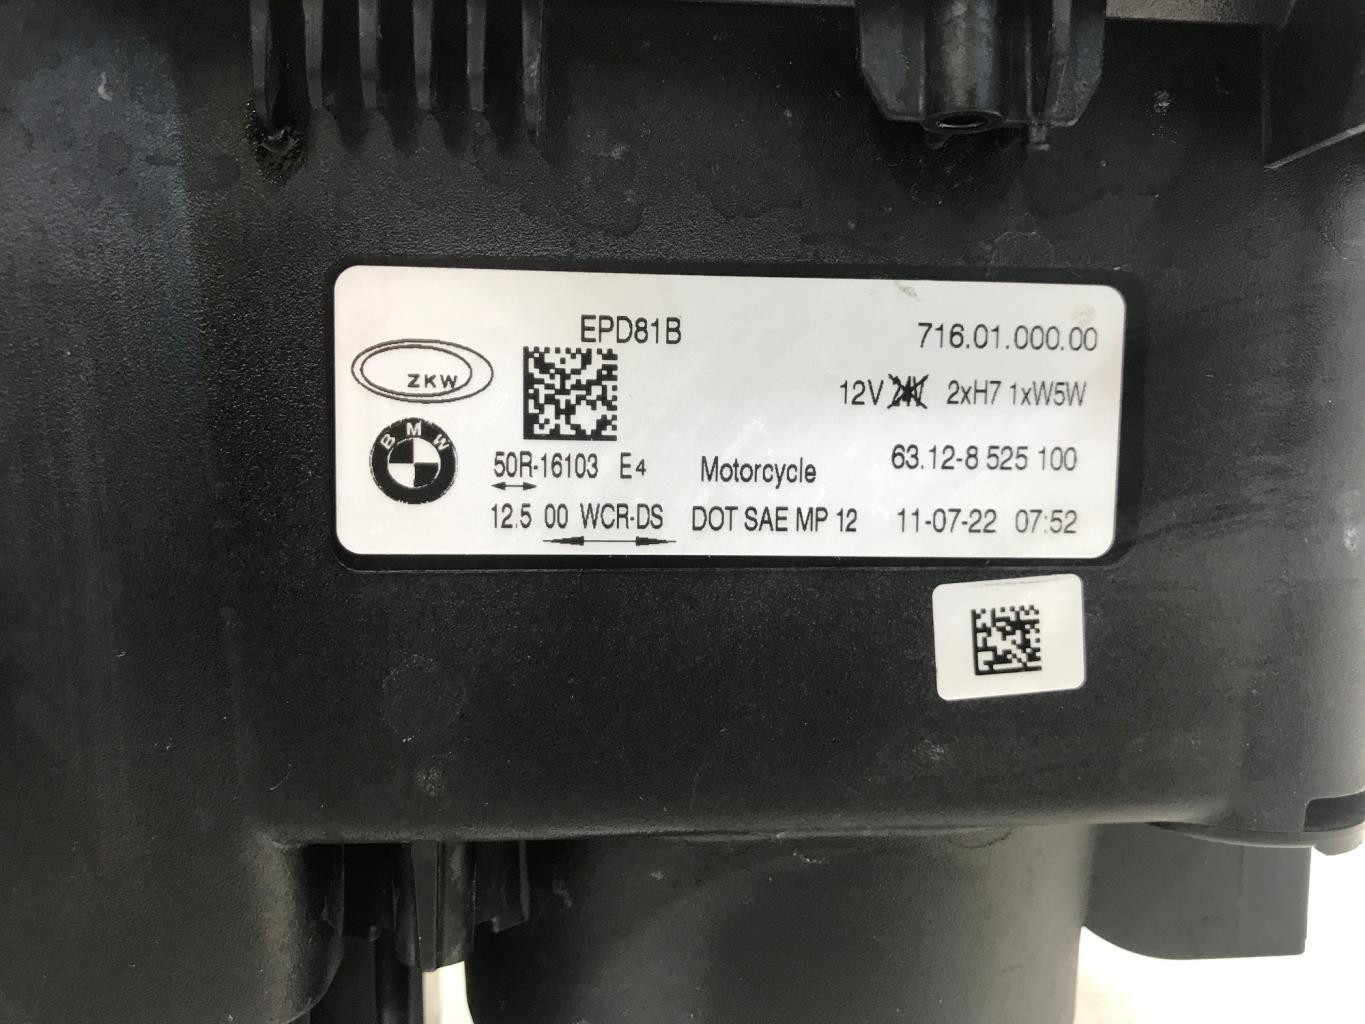 EPD81B
716.01.000.00
ZKW
12V 24V 2xH7 1xW5W
BMW
50R-16103 E4 Motorcycle 63.12-8 525 100
12.5 00 WCR-DS DOT SAE MP 12 11-07-22 07:52